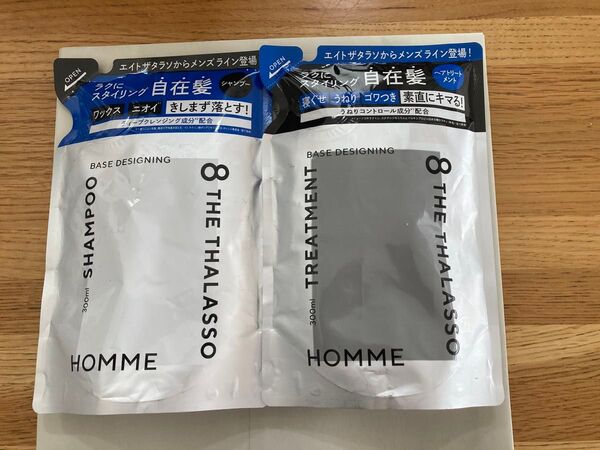 OPEN
エイトザタラソからメンズライン登場!
ラクに
スタイリング
自在髪
シャンプー
ワックス ニオイ きしまず落とす!
ディープクレンジング成分*配合
BASE DESIGNING
SHAMPOO
300ml
8 THE THALASSO
HOMME
OPEN
エイトザタラソからメンズライン登場!
ラクに
スタイリング
自在髪
ヘアトリート
メント
寝ぐせ うねり ゴワつき 素直にキマる!
うねりコントロール成分*配合
BASE DESIGNING
TREATMENT
300ml
8 THE THALASSO
HOMME